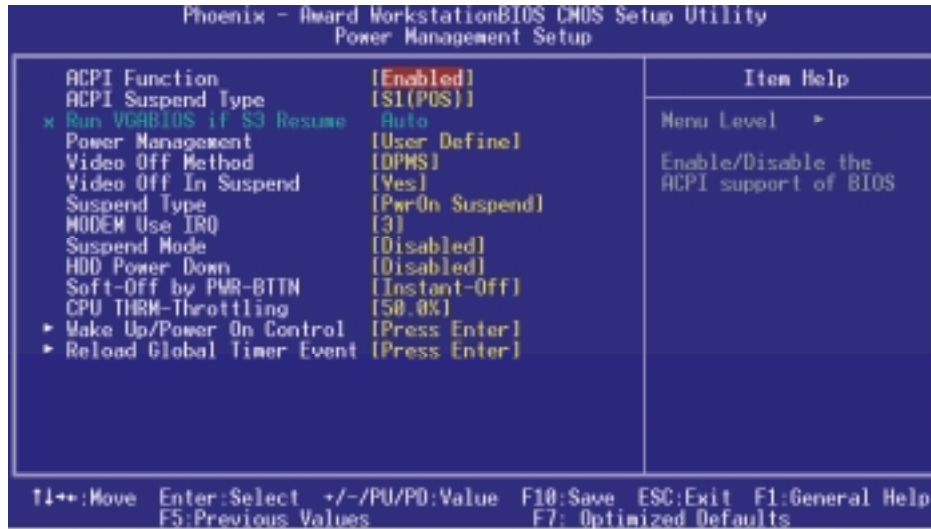 Phoenix - Award WorkstationBIOS CMOS Setup Utility
Power Management Setup
ACPI Function [Enabled]
ACPI Suspend Type [S1(POS)]
x Run VGABIOS if S3 Resume Auto
Power Management [User Define]
Video Off Method [DPMS]
Video Off In Suspend [Yes]
Suspend Type [PwrOn Suspend]
MODEM Use IRQ [3]
Suspend Mode [Disabled]
HDD Power Down [Disabled]
Soft-Off by PWR-BTTN [Instant-Off]
CPU THRM-Throttling [50.0%]
► Wake Up/Power On Control [Press Enter]
► Reload Global Timer Event [Press Enter]
Item Help
Menu Level ►
Enable/Disable the
ACPI support of BIOS
↑↓→←:Move Enter:Select +/-/PU/PD:Value F10:Save ESC:Exit F1:General Help
F5:Previous Values F7: Optimized Defaults